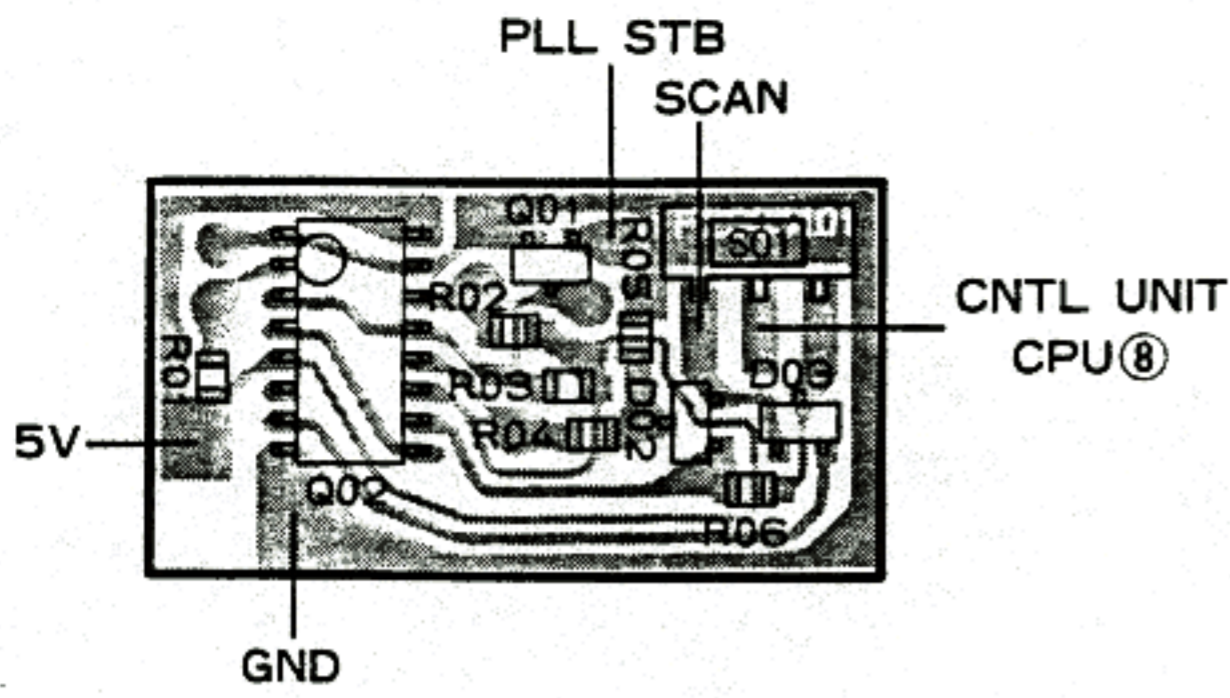 PLL STB
SCAN
Q01
R05
S01
R02
CNTL UNIT
CPU⑧
R01
R03
D02
D03
R04
5V
Q02
R06
GND